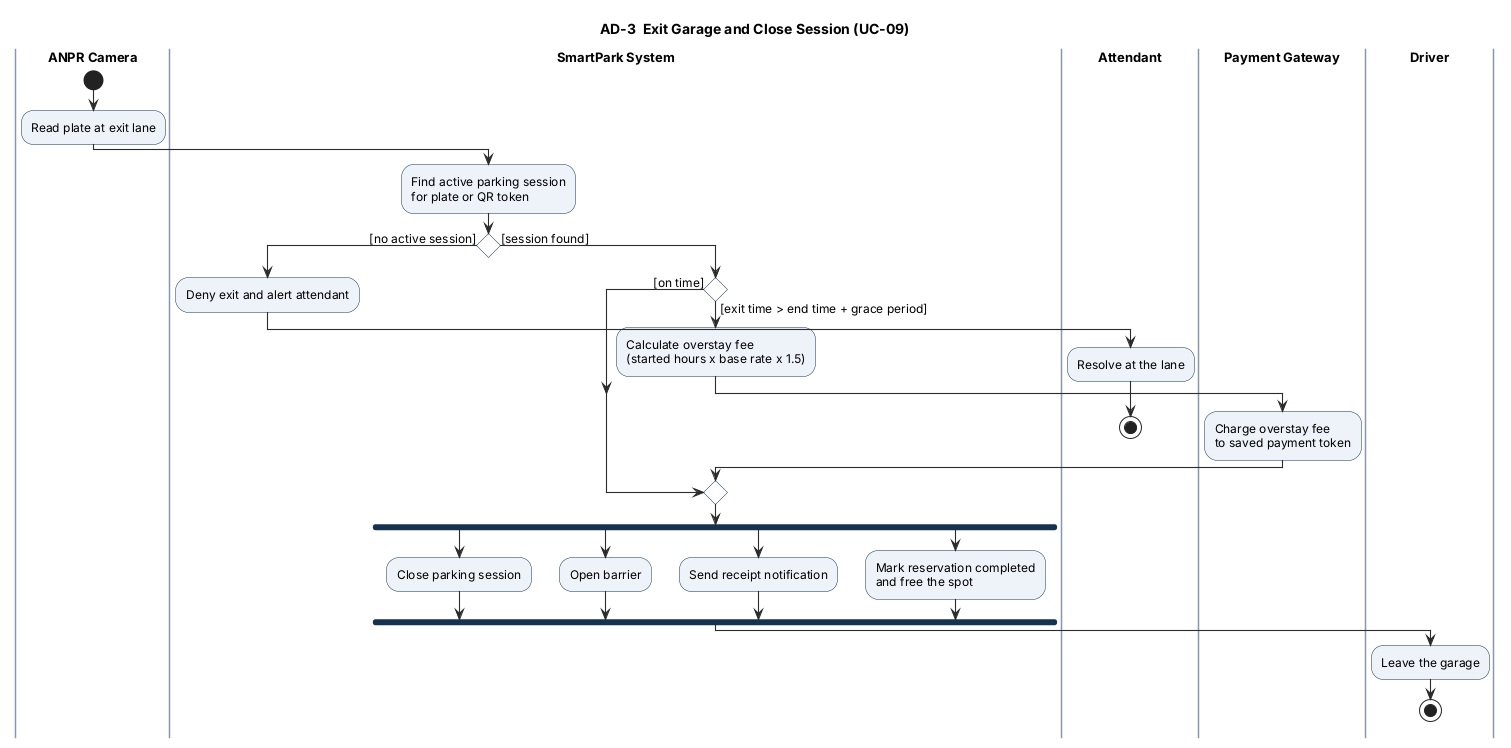 AD-3  Exit Garage and Close Session (UC-09)
ANPR Camera
SmartPark System
Attendant
Payment Gateway
Driver
Read plate at exit lane
Find active parking session
for plate or QR token
[no active session]
[session found]
Deny exit and alert attendant
[on time]
[exit time > end time + grace period]
Calculate overstay fee
(started hours x base rate x 1.5)
Resolve at the lane
Charge overstay fee
to saved payment token
Close parking session
Open barrier
Send receipt notification
Mark reservation completed
and free the spot
Leave the garage